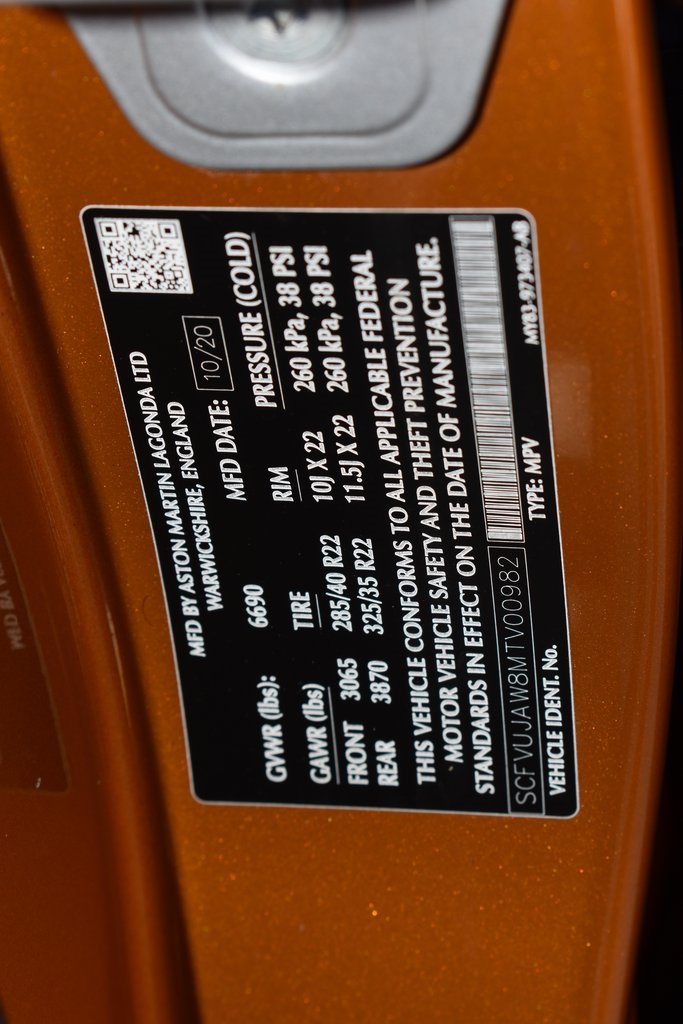 MFD BY ASTON MARTIN LAGONDA LTD
WARWICKSHIRE, ENGLAND
MFD DATE: 10/20
GVWR (lbs): 6690
GAWR (lbs) TIRE RIM PRESSURE (COLD)
FRONT 3065 285/40 R22 10J X 22 260 kPa, 38 PSI
REAR 3870 325/35 R22 11.5J X 22 260 kPa, 38 PSI
THIS VEHICLE CONFORMS TO ALL APPLICABLE FEDERAL
MOTOR VEHICLE SAFETY AND THEFT PREVENTION
STANDARDS IN EFFECT ON THE DATE OF MANUFACTURE.
SCFVUJAW8MTV00982
VEHICLE IDENT. No. TYPE: MPV MY83-973407-AB